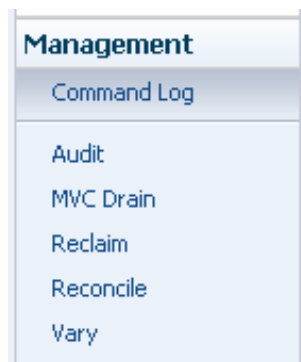 Management
Command Log
Audit
MVC Drain
Reclaim
Reconcile
Vary